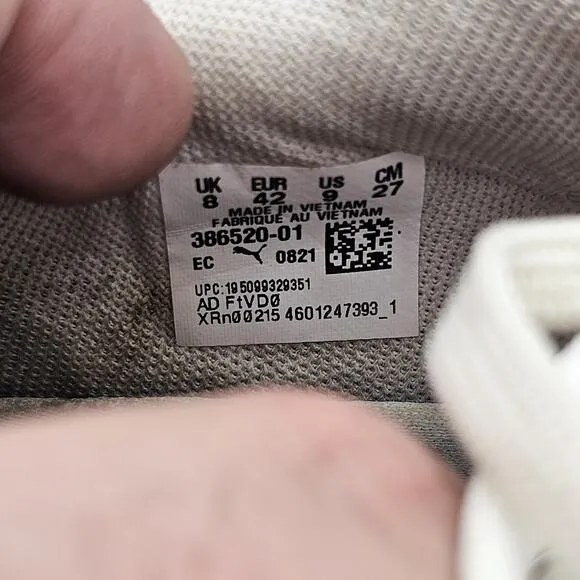 UK EUR US CM
8 42 9 27
MADE IN VIETNAM
FABRIQUE AU VIETNAM
386520-01
EC 0821
UPC:195099329351
AD FtVD0
XRn00215 4601247393_1